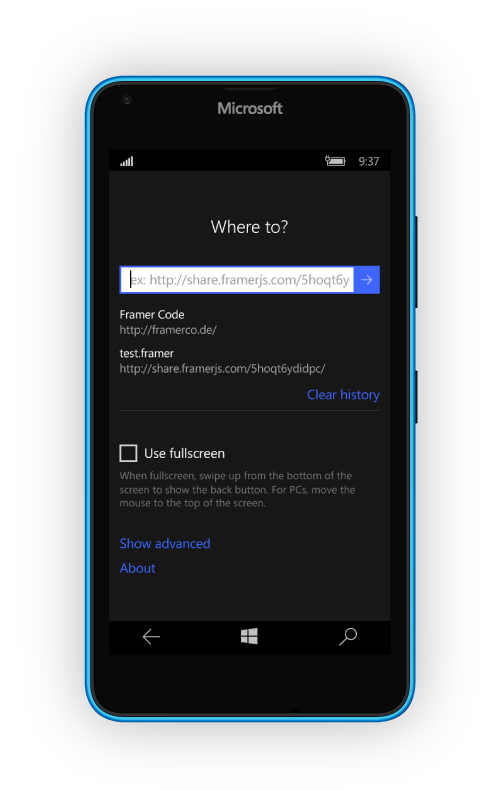 Microsoft
9:37
Where to?
ex: http://share.framerjs.com/5hoqt6y
Framer Code
http://framerco.de/
test.framer
http://share.framerjs.com/5hoqt6ydidpc/
Clear history
Use fullscreen
When fullscreen, swipe up from the bottom of the
screen to show the back button. For PCs, move the
mouse to the top of the screen.
Show advanced
About